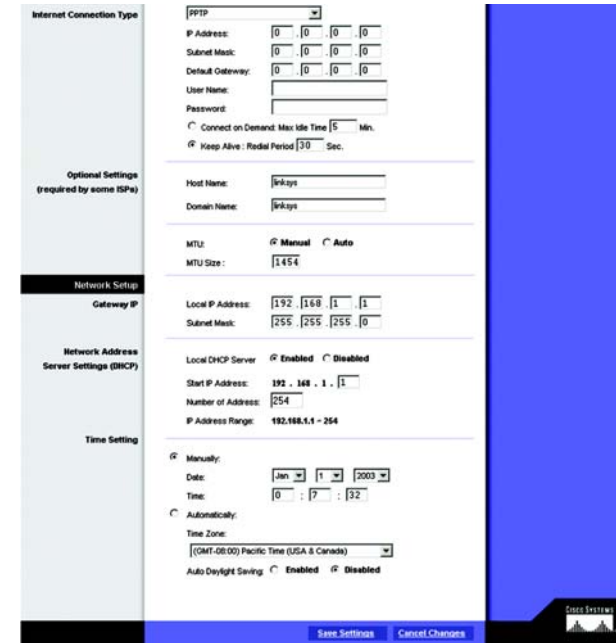 Internet Connection Type PPTP
IP Address: 0 . 0 . 0 . 0
Subnet Mask: 0 . 0 . 0 . 0
Default Gateway: 0 . 0 . 0 . 0
User Name:
Password:
Connect on Demand: Max Idle Time 5 Min.
Keep Alive : Redial Period 30 Sec.
Optional Settings
(required by some ISPs)
Host Name: linksys
Domain Name: linksys
MTU: Manual Auto
MTU Size : 1454
Network Setup
Gateway IP Local IP Address: 192 . 168 . 1 . 1
Subnet Mask: 255 . 255 . 255 . 0
Network Address
Server Settings (DHCP)
Local DHCP Server Enabled Disabled
Start IP Address: 192 . 168 . 1 . 1
Number of Address: 254
IP Address Range: 192.168.1.1 ~ 254
Time Setting
Manually:
Date: Jan 1 2003
Time: 0 : 7 : 32
Automatically:
Time Zone:
(GMT-08:00) Pacific Time (USA & Canada)
Auto Daylight Saving: Enabled Disabled
Save Settings Cancel Changes
Cisco Systems